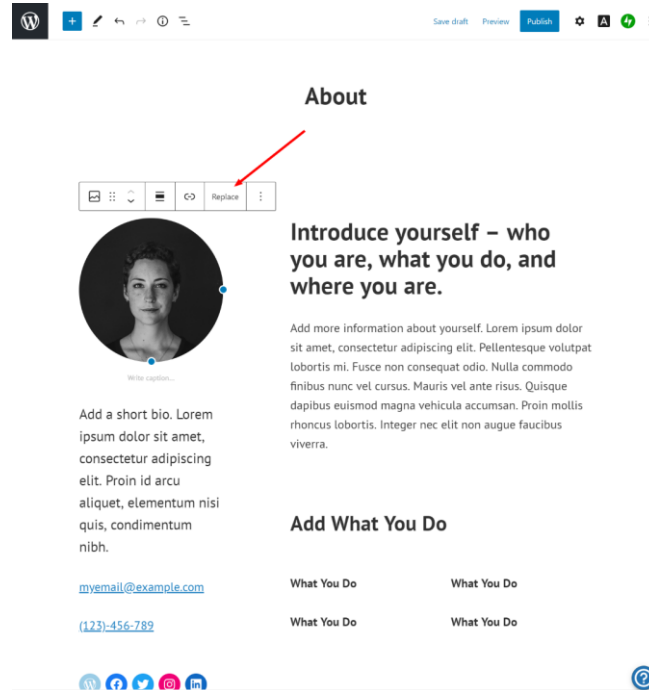 Save draft Preview Publish
About
Replace
Introduce yourself – who
you are, what you do, and
where you are.
Add more information about yourself. Lorem ipsum dolor
sit amet, consectetur adipiscing elit. Pellentesque volutpat
lobortis mi. Fusce non consequat odio. Nulla commodo
finibus nunc vel cursus. Mauris vel ante risus. Quisque
dapibus euismod magna vehicula accumsan. Proin mollis
rhoncus lobortis. Integer nec elit non augue faucibus
viverra.
Write caption...
Add a short bio. Lorem
ipsum dolor sit amet,
consectetur adipiscing
elit. Proin id arcu
aliquet, elementum nisi
quis, condimentum
nibh.
myemail@example.com
(123)-456-789
Add What You Do
What You Do What You Do
What You Do What You Do